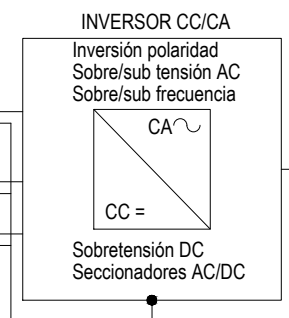 INVERSOR CC/CA
Inversión polaridad
Sobre/sub tensión AC
Sobre/sub frecuencia
CA
CC =
Sobretensión DC
Seccionadores AC/DC